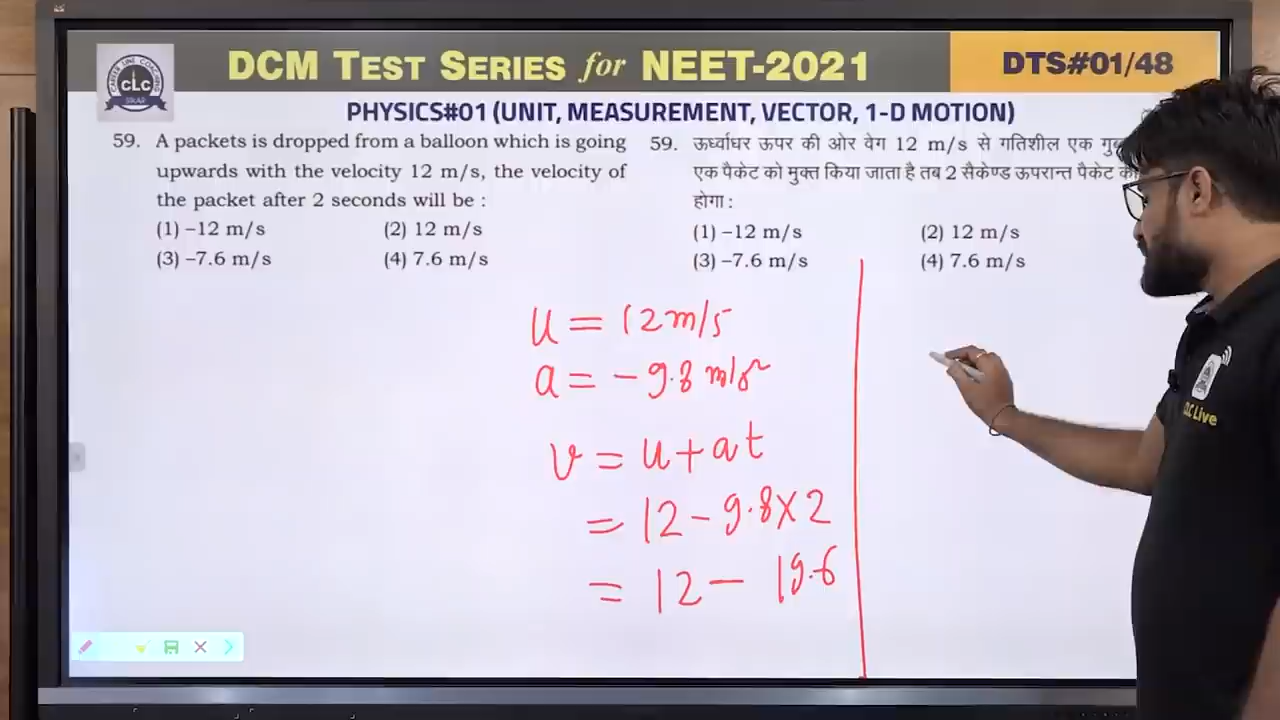 DCM TEST SERIES for NEET-2021
DTS#01/48
CLC
SIKAR
PHYSICS#01 (UNIT, MEASUREMENT, VECTOR, 1-D MOTION)
59. A packets is dropped from a balloon which is going
upwards with the velocity 12 m/s, the velocity of
the packet after 2 seconds will be :
(1) –12 m/s (2) 12 m/s
(3) –7.6 m/s (4) 7.6 m/s
59. ऊर्ध्वाधर ऊपर की ओर वेग 12 m/s से गतिशील एक
एक पैकेट को मुक्त किया जाता है तब 2 सैकेण्ड ऊपरान्त पैकेट
होगा :
(1) –12 m/s (2) 12 m/s
(3) –7.6 m/s (4) 7.6 m/s
u = 12 m/s
a = - 9.8 m/s²
v = u + at
= 12 - 9.8 × 2
= 12 - 19.6
CLC Live